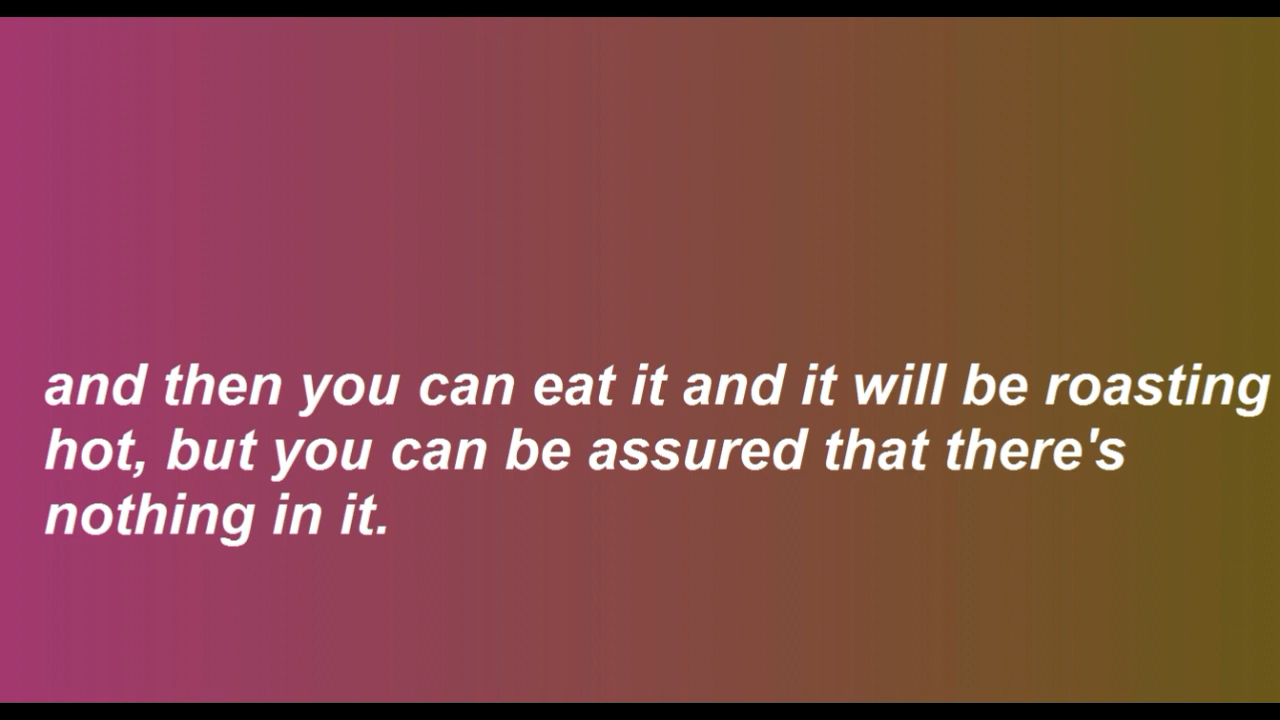 and then you can eat it and it will be roasting
hot, but you can be assured that there's
nothing in it.